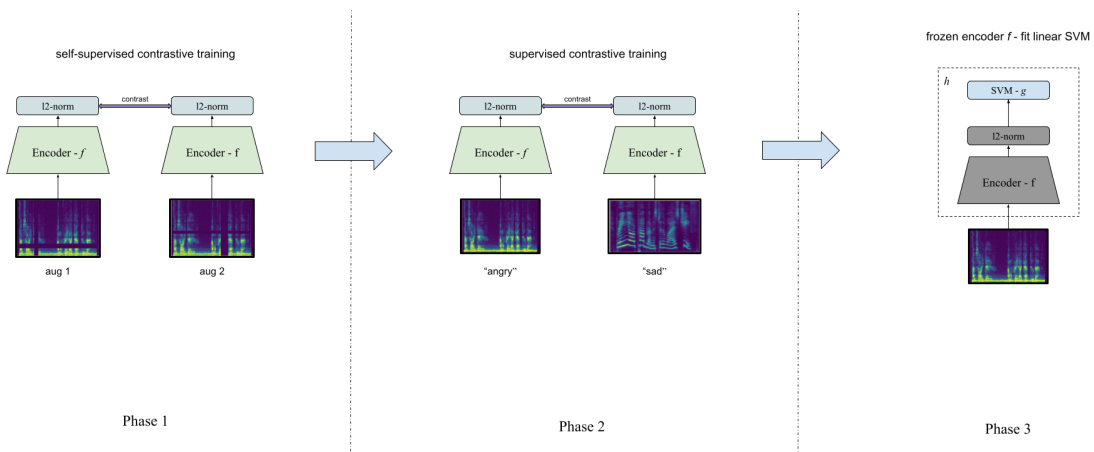 self-supervised contrastive training
l2-norm
contrast
l2-norm
Encoder - f
Encoder - f
aug 1
aug 2
Phase 1
supervised contrastive training
l2-norm
contrast
l2-norm
Encoder - f
Encoder - f
"angry"
"sad"
Phase 2
frozen encoder f - fit linear SVM
h
SVM - g
l2-norm
Encoder - f
Phase 3